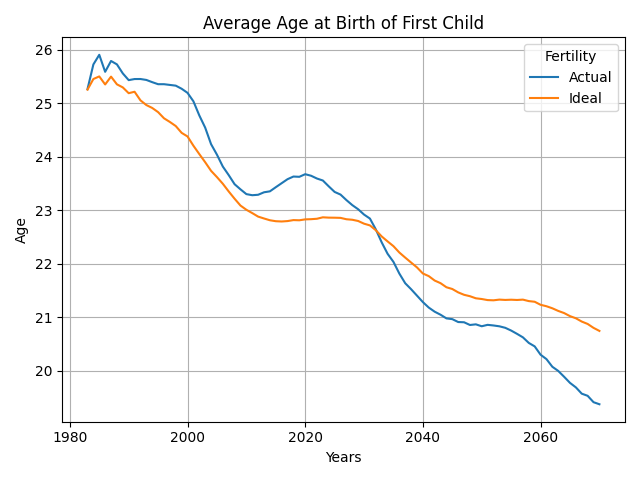 Average Age at Birth of First Child
Fertility
Actual
Ideal
Age
26
25
24
23
22
21
20
1980
2000
2020
2040
2060
Years